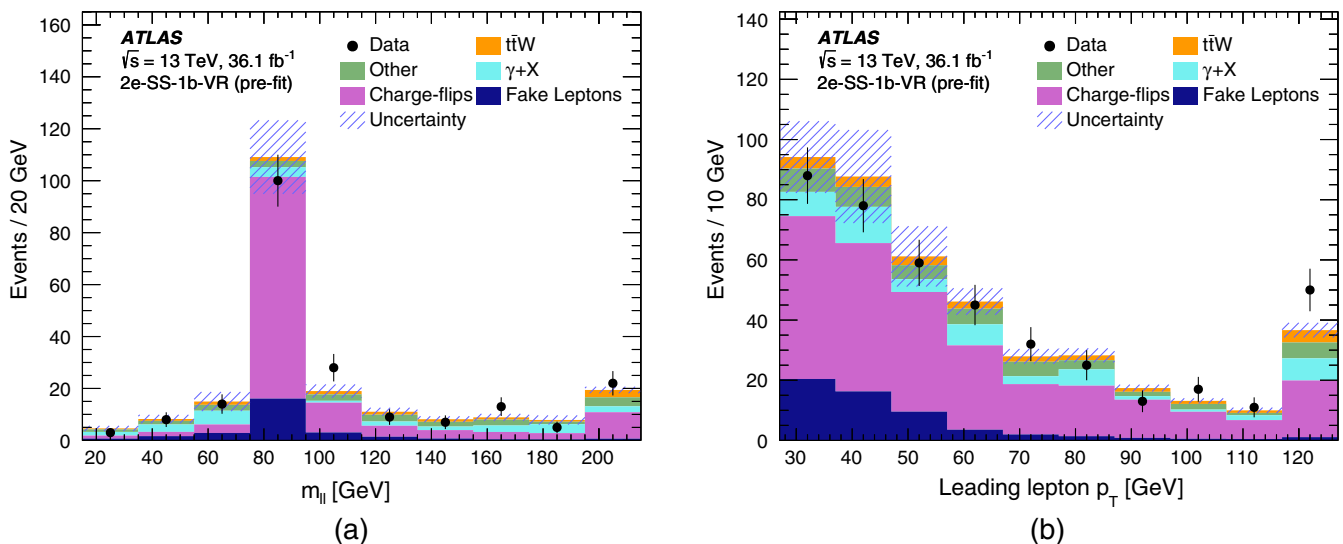 ATLAS
√s = 13 TeV, 36.1 fb⁻¹
2e-SS-1b-VR (pre-fit)
Data
tt̄W
Other
γ+X
Charge-flips
Fake Leptons
Uncertainty
Events / 20 GeV
160
140
120
100
80
60
40
20
0
20 40 60 80 100 120 140 160 180 200
m_ll [GeV]
(a)
ATLAS
√s = 13 TeV, 36.1 fb⁻¹
2e-SS-1b-VR (pre-fit)
Data
tt̄W
Other
γ+X
Charge-flips
Fake Leptons
Uncertainty
Events / 10 GeV
140
120
100
80
60
40
20
0
30 40 50 60 70 80 90 100 110 120
Leading lepton p_T [GeV]
(b)